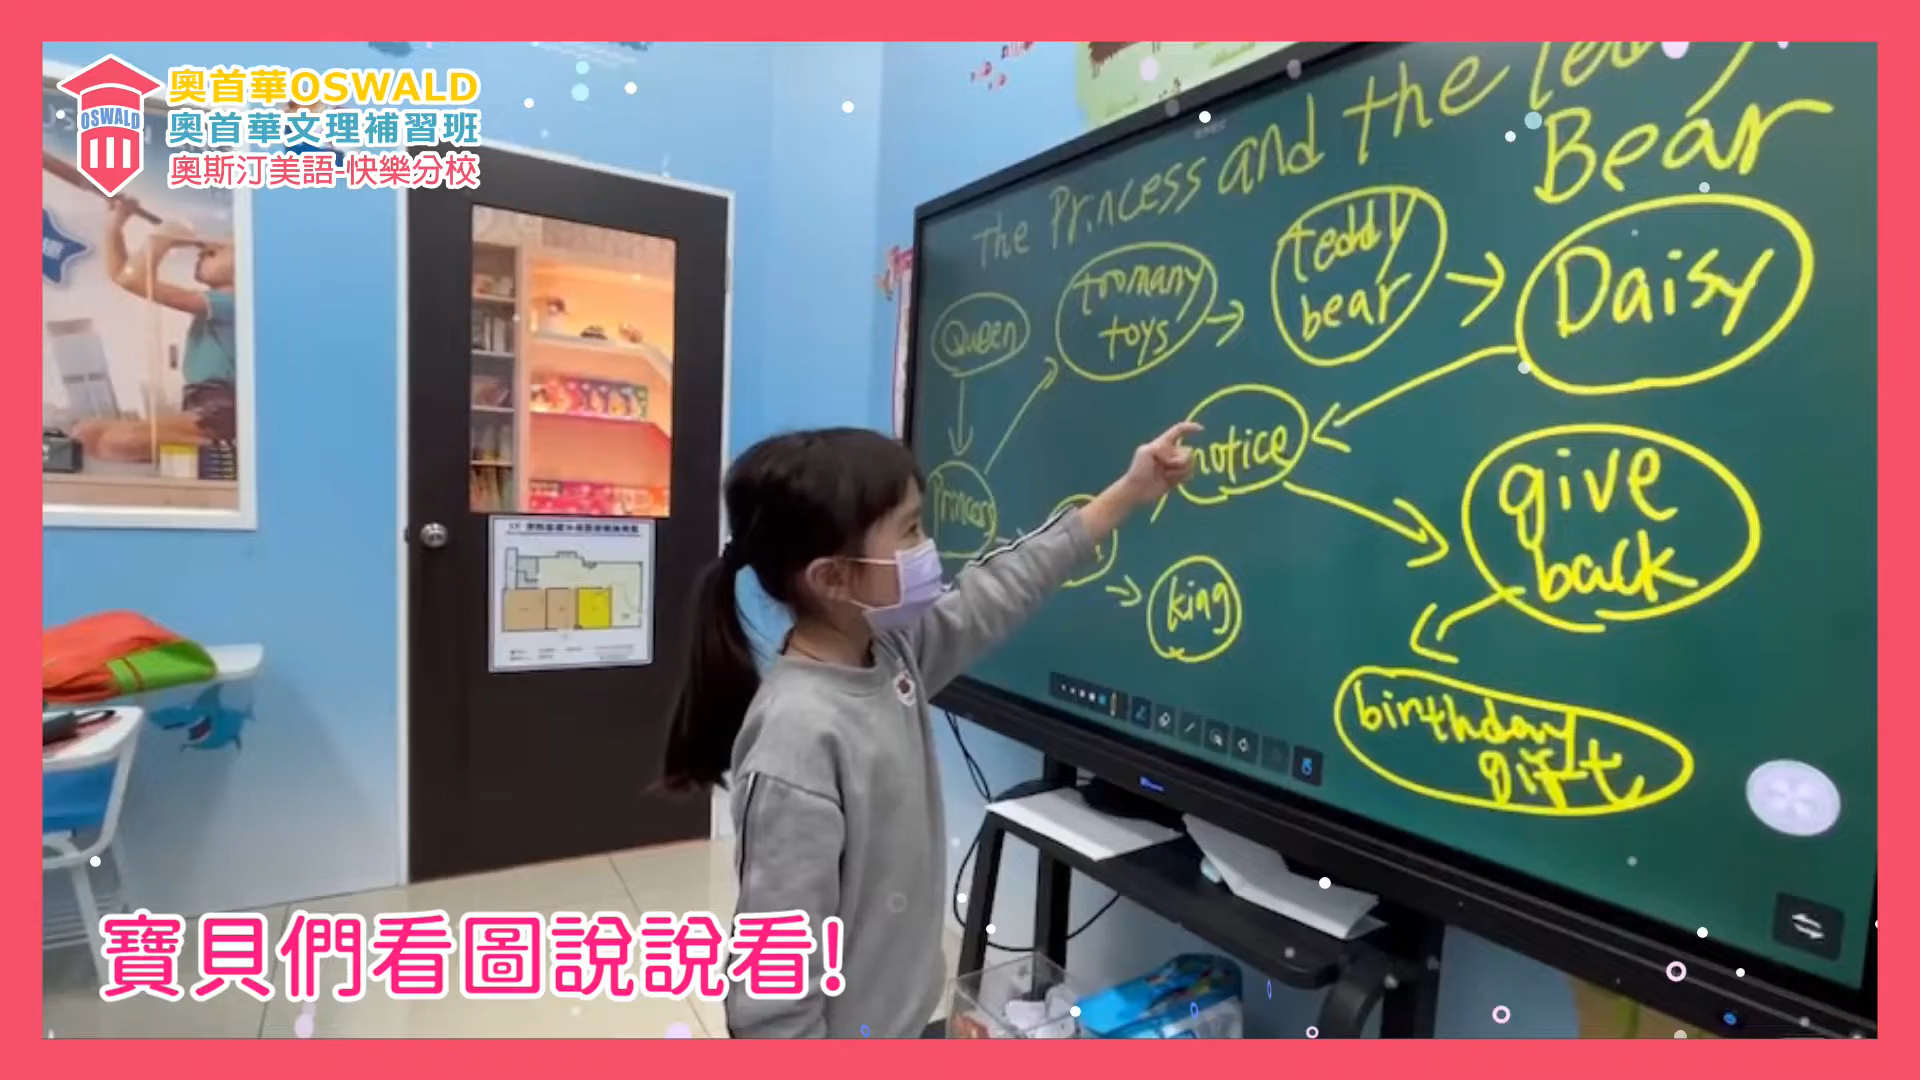 奧首華OSWALD
奧首華文理補習班
奧斯汀美語-快樂分校
OSWALD
The Princess and the Teddy
Bear
Queen
too many
toys
teddy
bear
Daisy
Princess
notice
give
back
king
birthday
gift
寶貝們看圖說說看!